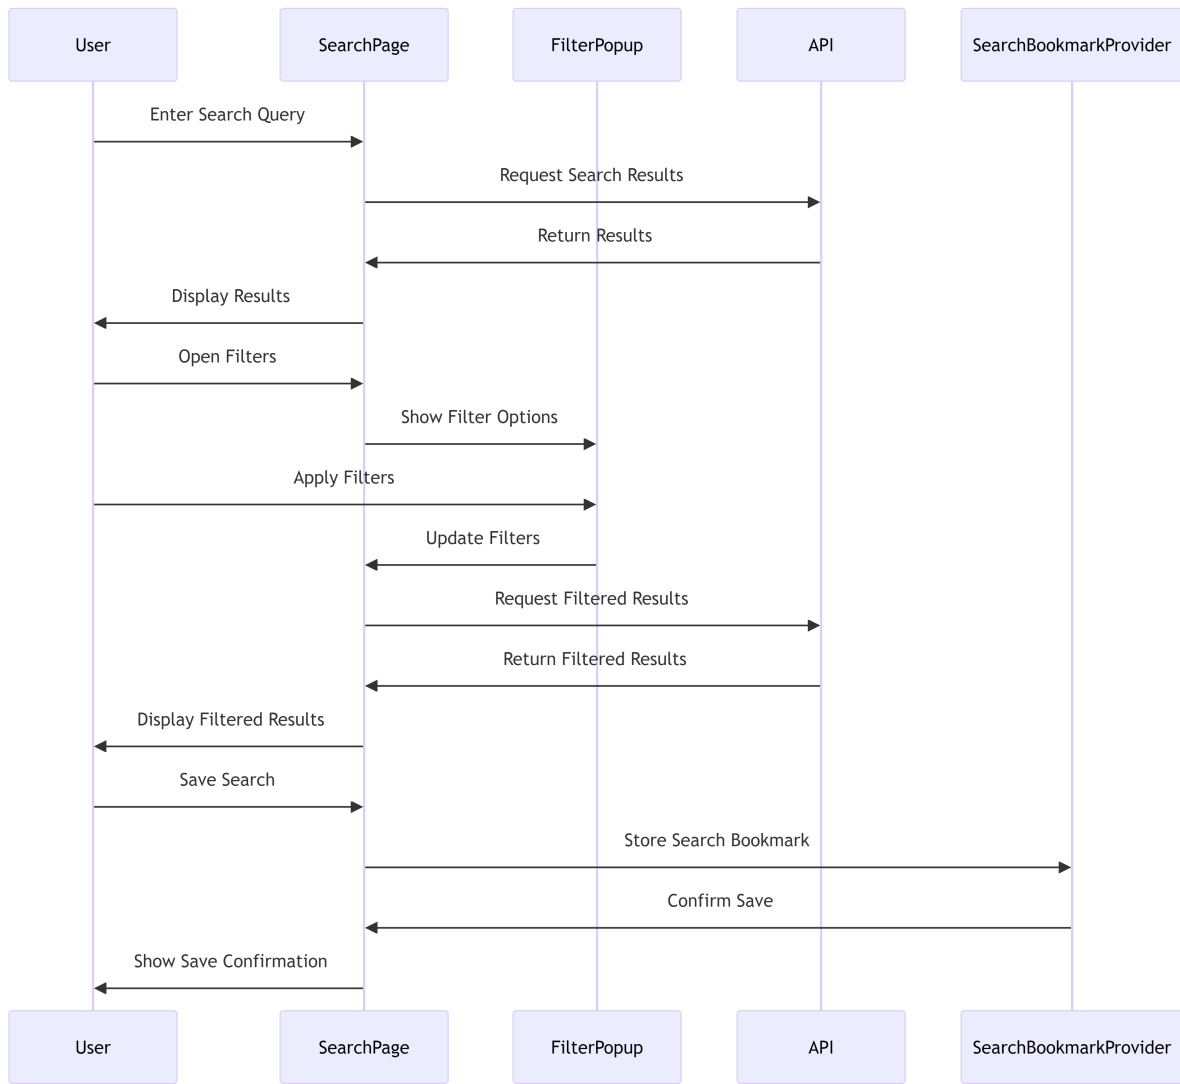 User
SearchPage
FilterPopup
API
SearchBookmarkProvider
Enter Search Query
Request Search Results
Return Results
Display Results
Open Filters
Show Filter Options
Apply Filters
Update Filters
Request Filtered Results
Return Filtered Results
Display Filtered Results
Save Search
Store Search Bookmark
Confirm Save
Show Save Confirmation
User
SearchPage
FilterPopup
API
SearchBookmarkProvider